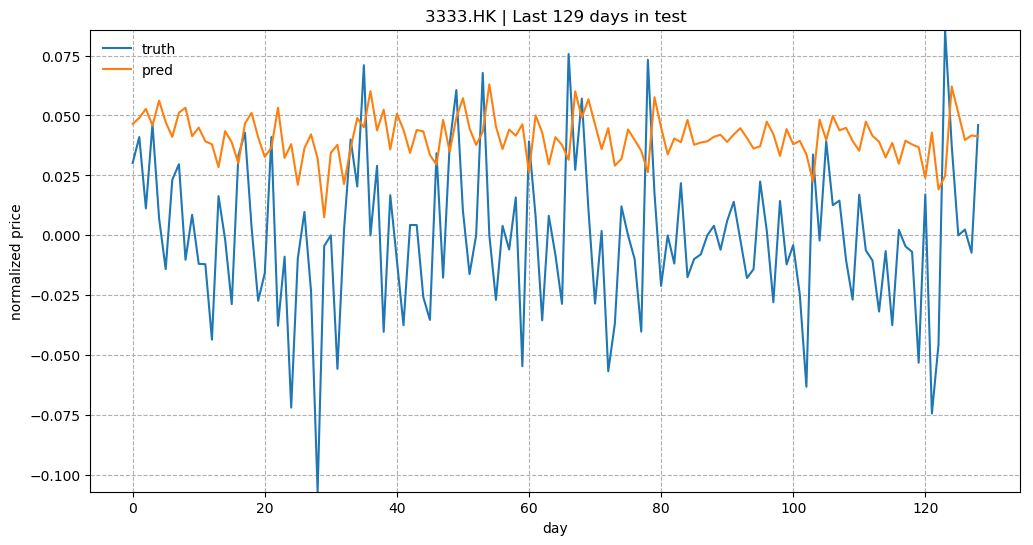 3333.HK | Last 129 days in test
truth
pred
normalized price
0.075
0.050
0.025
0.000
−0.025
−0.050
−0.075
−0.100
0 20 40 60 80 100 120
day